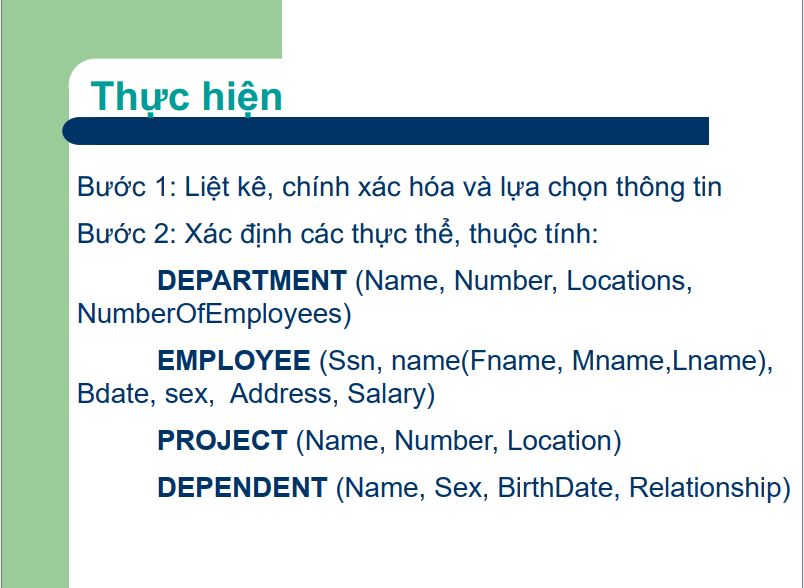 Thực hiện
Bước 1: Liệt kê, chính xác hóa và lựa chọn thông tin
Bước 2: Xác định các thực thể, thuộc tính:
DEPARTMENT (Name, Number, Locations,
NumberOfEmployees)
EMPLOYEE (Ssn, name(Fname, Mname,Lname),
Bdate, sex,  Address, Salary)
PROJECT (Name, Number, Location)
DEPENDENT (Name, Sex, BirthDate, Relationship)